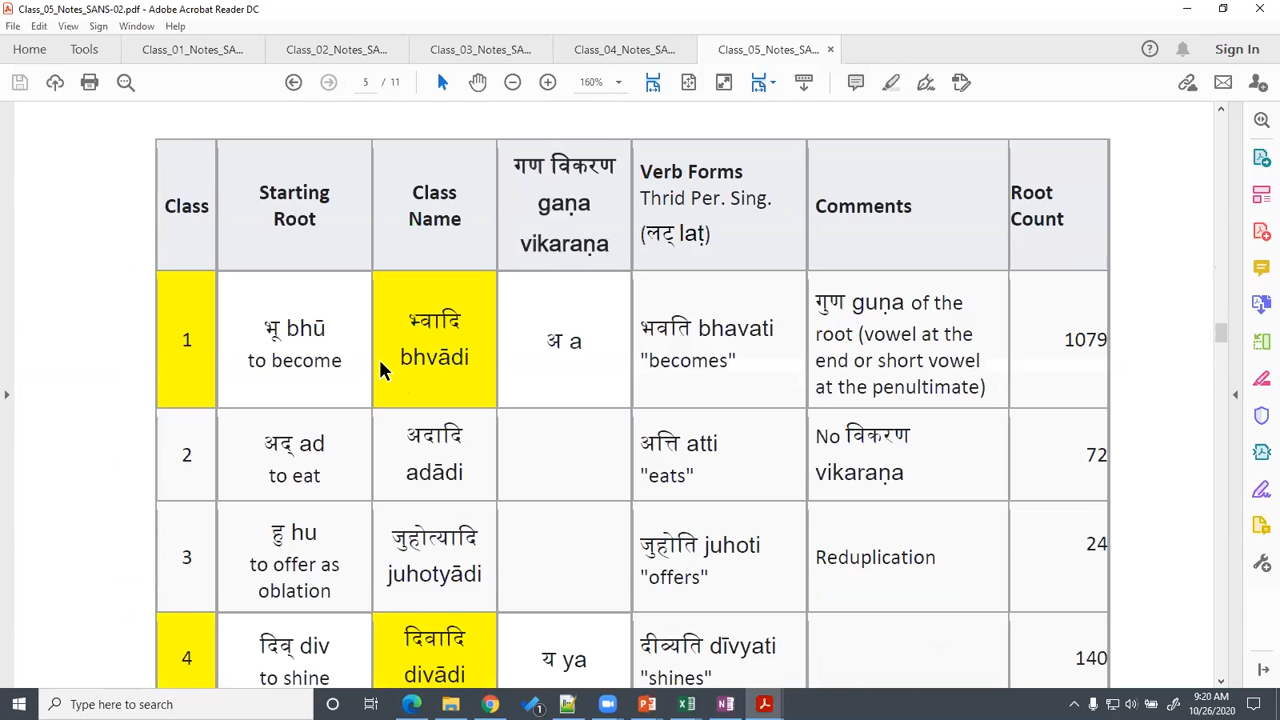 Class_05_Notes_SANS-02.pdf - Adobe Acrobat Reader DC
File Edit View Sign Window Help
Home Tools Class_01_Notes_SA... Class_02_Notes_SA... Class_03_Notes_SA... Class_04_Notes_SA... Class_05_Notes_SA... × Sign In
5 / 11 160%
Class
Starting
Root
Class
Name
गण विकरण
gaṇa
vikaraṇa
Verb Forms
Thrid Per. Sing.
(लट् laṭ)
Comments
Root
Count
1
भू bhū
to become
भ्वादि
bhvādi
अ a
भवति bhavati
"becomes"
गुण guṇa of the
root (vowel at the
end or short vowel
at the penultimate)
1079
2
अद् ad
to eat
अदादि
adādi
अत्ति atti
"eats"
No विकरण
vikaraṇa
72
3
हु hu
to offer as
oblation
जुहोत्यादि
juhotyādi
जुहोति juhoti
"offers"
Reduplication
24
4
दिव् div
to shine
दिवादि
divādi
य ya
दीव्यति dīvyati
"shines"
140
Type here to search
9:20 AM
10/26/2020